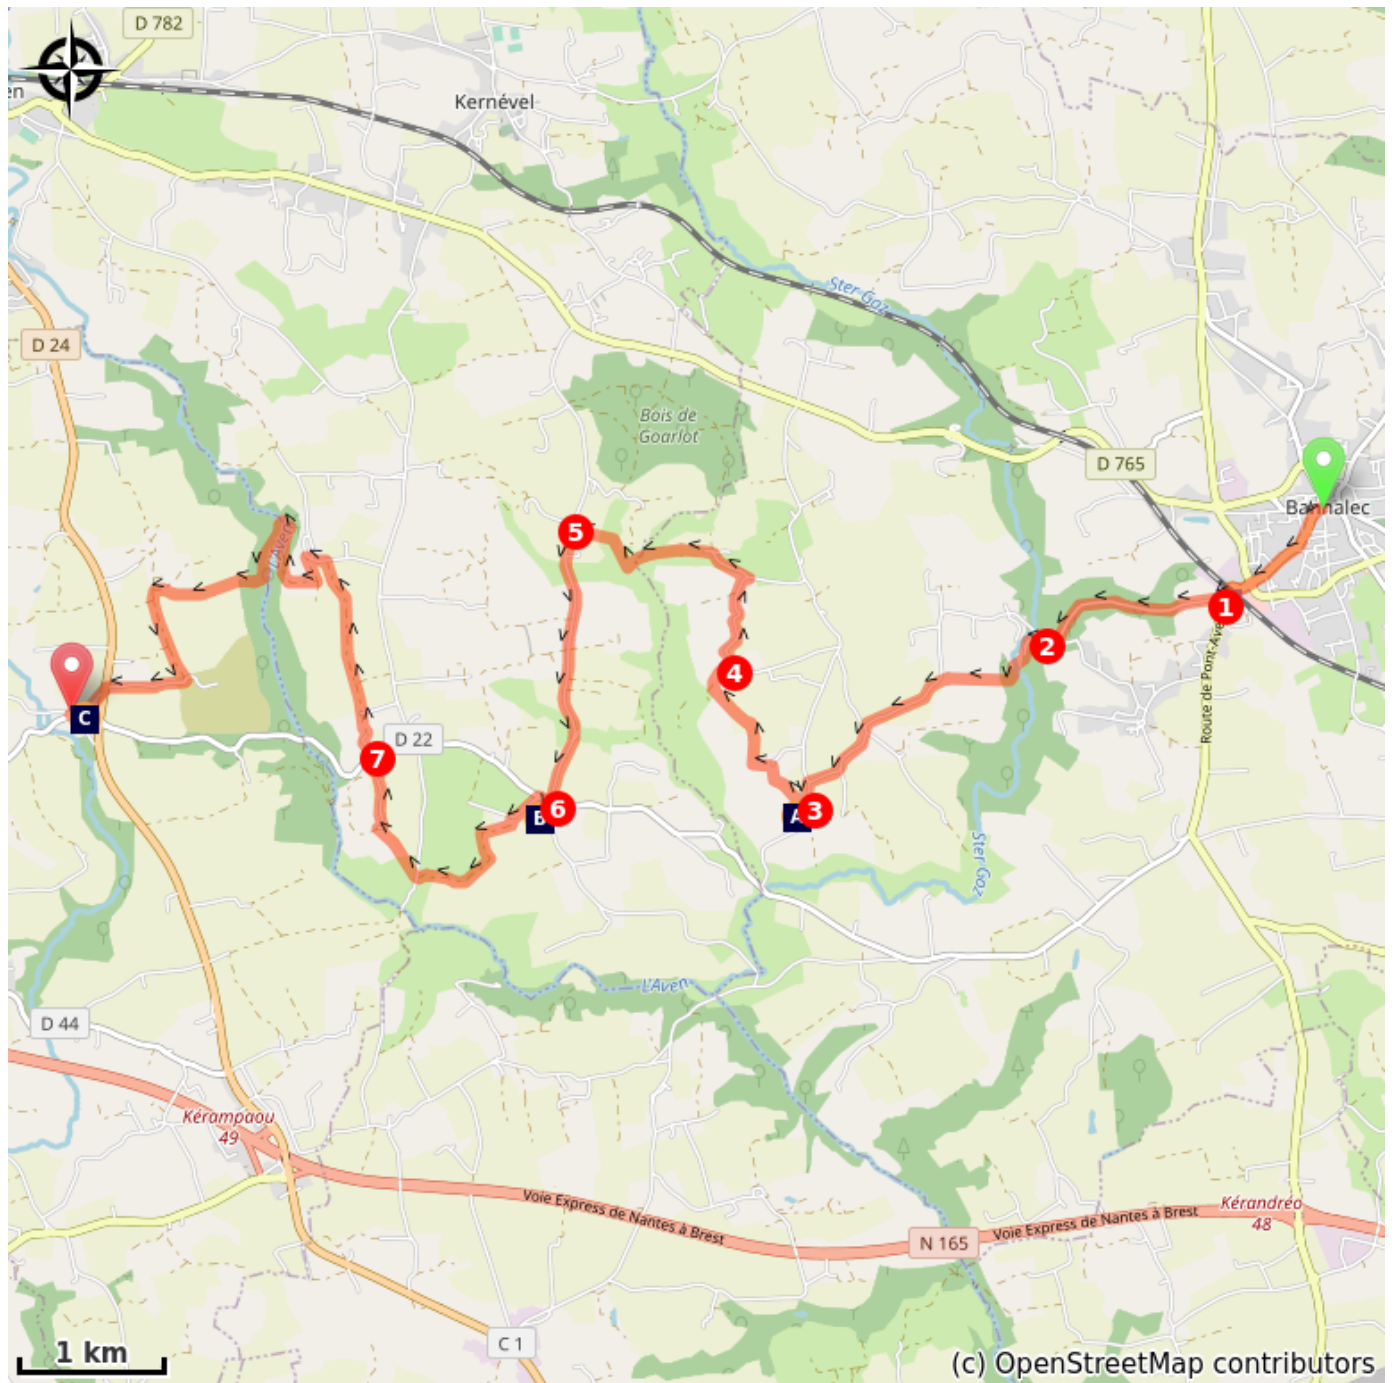 D 782
en
Kernével
Ster-Goz
D 24
Bois de
Goarlot
D 765
Bannalec
L'Aven
5
1
2
4
Route de Pont-Aven
C
D 22
7
B
6
A
3
Ster-Goz
L'Aven
D 44
Kérampaou
49
Voie Express de Nantes à Brest
N 165
Voie Express de Nantes à Brest
Kérandréo
48
C 1
1 km
(c) OpenStreetMap contributors